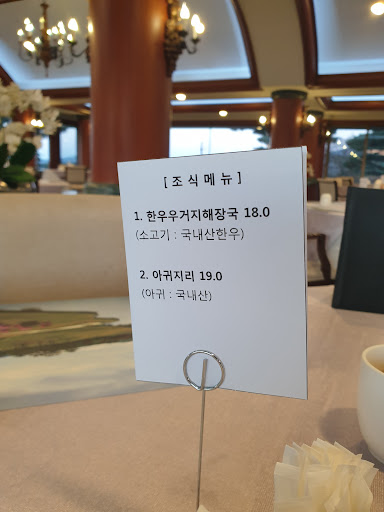 [ 조 식 메 뉴 ]
1. 한우우거지해장국 18.0
(소고기 : 국내산한우)
2. 아귀지리 19.0
(아귀 : 국내산)